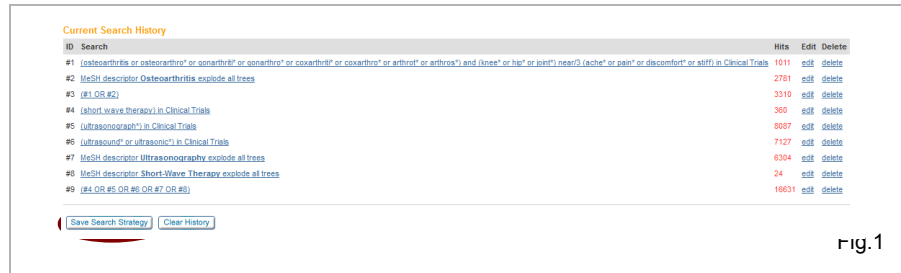 Current Search History
ID Search Hits Edit Delete
#1 (osteoarthritis or osteorarthro* or gonarthriti* or gonarthro* or coxarthriti* or coxarthro* or arthrot* or arthros*) and (knee* or hip* or joint*) near/3 (ache* or pain* or discomfort* or stiff) in Clinical Trials 1011 edit delete
#2 MeSH descriptor Osteoarthritis explode all trees 2781 edit delete
#3 (#1 OR #2) 3310 edit delete
#4 (short wave therapy) in Clinical Trials 360 edit delete
#5 (ultrasonograph*) in Clinical Trials 8087 edit delete
#6 (ultrasound* or ultrasonic*) in Clinical Trials 7127 edit delete
#7 MeSH descriptor Ultrasonography explode all trees 6304 edit delete
#8 MeSH descriptor Short-Wave Therapy explode all trees 24 edit delete
#9 (#4 OR #5 OR #6 OR #7 OR #8) 16631 edit delete
Save Search Strategy Clear History
Fig.1